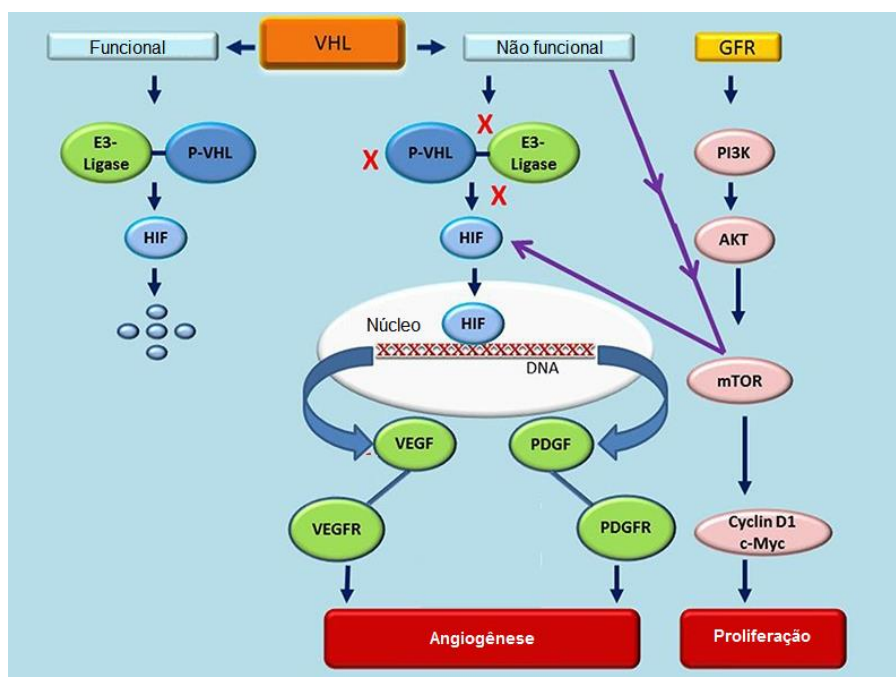 VHL
Funcional
Não funcional
GFR
E3-
Ligase
P-VHL
X
X
P-VHL
E3-
Ligase
X
PI3K
HIF
HIF
AKT
Núcleo
HIF
XXXXXXXXXXXXXXXXX
DNA
mTOR
VEGF
PDGF
VEGFR
PDGFR
Cyclin D1
c-Myc
Angiogênese
Proliferação